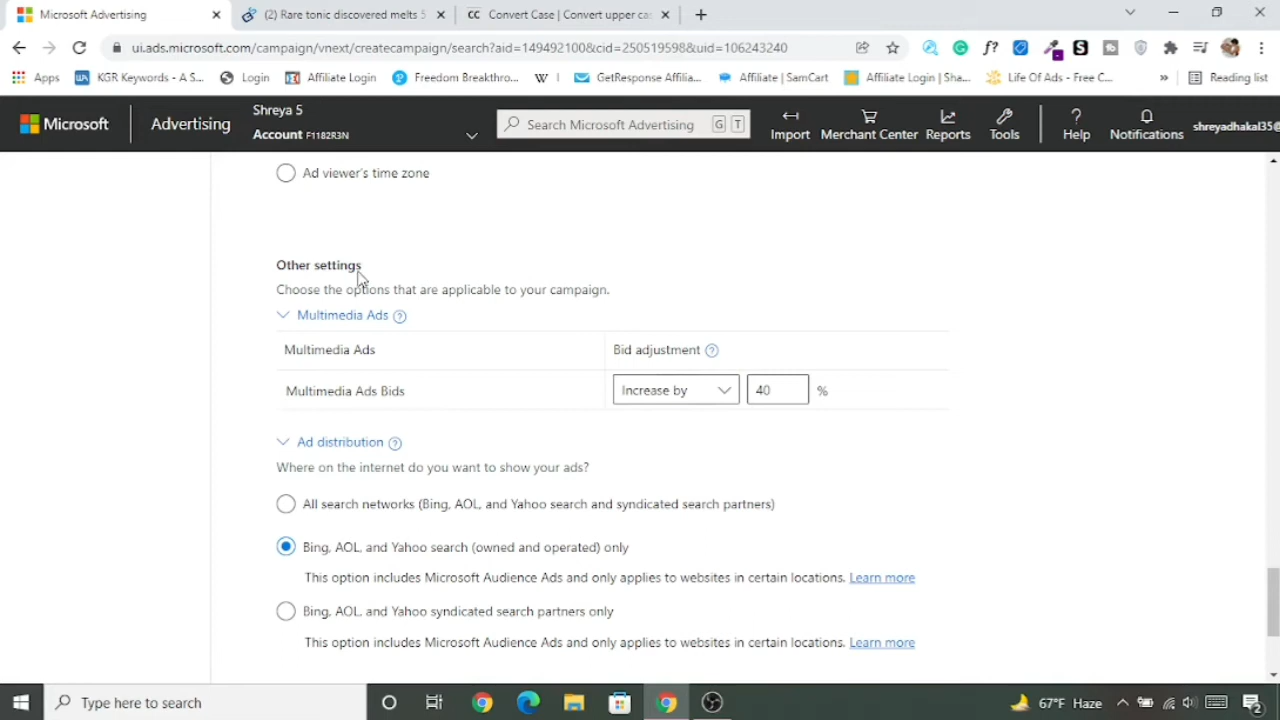 Microsoft Advertising
(2) Rare tonic discovered melts 5
CC Convert Case | Convert upper ca
ui.ads.microsoft.com/campaign/vnext/createcampaign/search?aid=149492100&cid=250519598&uid=106243240
Apps
KGR Keywords - A S...
Login
Affiliate Login
Freedom Breakthro...
W
GetResponse Affilia...
Affiliate | SamCart
Affiliate Login | Sha...
Life Of Ads - Free C...
»
Reading list
Microsoft
Advertising
Shreya 5
Account F1182R3N
Search Microsoft Advertising G T
Import
Merchant Center
Reports
Tools
Help
Notifications
shreyadhakal35@
Ad viewer's time zone
Other settings
Choose the options that are applicable to your campaign.
Multimedia Ads ?
Multimedia Ads
Bid adjustment ?
Multimedia Ads Bids
Increase by
40
%
Ad distribution ?
Where on the internet do you want to show your ads?
All search networks (Bing, AOL, and Yahoo search and syndicated search partners)
Bing, AOL, and Yahoo search (owned and operated) only
This option includes Microsoft Audience Ads and only applies to websites in certain locations. Learn more
Bing, AOL, and Yahoo syndicated search partners only
This option includes Microsoft Audience Ads and only applies to websites in certain locations. Learn more
Type here to search
67°F Haze
2